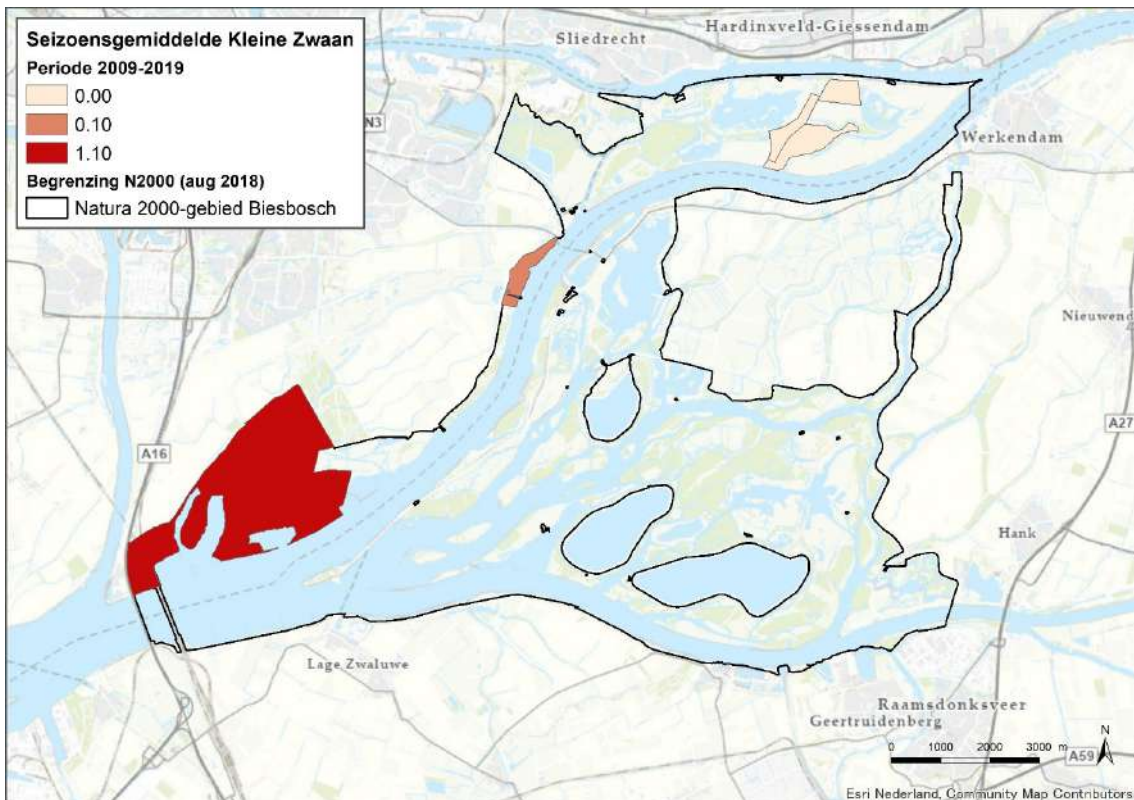 Seizoensgemiddelde Kleine Zwaan
Periode 2009-2019
0.00
0.10
1.10
Begrenzing N2000 (aug 2018)
Natura 2000-gebied Biesbosch
Hardinxveld-Giessendam
Sliedrecht
N3
Werkendam
Nieuwend
A16
A27
Hank
Lage Zwaluwe
Raamsdonksveer
Geertruidenberg
N
0 1000 2000 3000 m
A59
Esri Nederland, Community Map Contributors